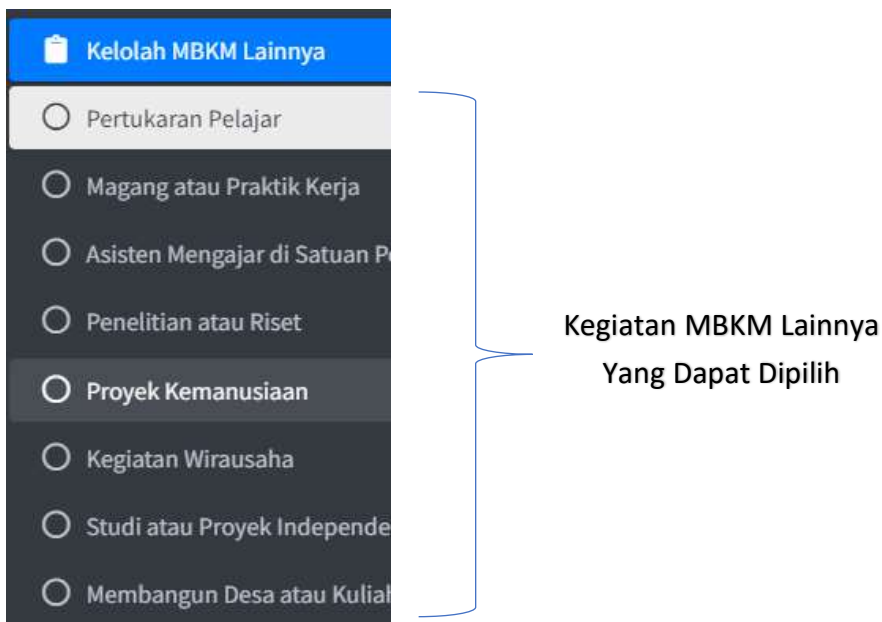 Kelolah MBKM Lainnya
Pertukaran Pelajar
Magang atau Praktik Kerja
Asisten Mengajar di Satuan
Penelitian atau Riset
Proyek Kemanusiaan
Kegiatan Wirausaha
Studi atau Proyek Independe
Membangun Desa atau Kuliah
Kegiatan MBKM Lainnya
Yang Dapat Dipilih